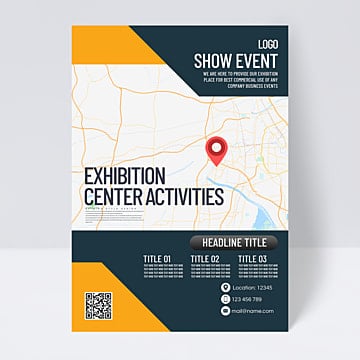 LOGO
SHOW EVENT
WE ARE HERE TO PROVIDE OUR EXHIBITION
PLACE FOR BEST COMMERCIAL USE OF ANY
COMPANY BUSINESS EVENTS
EXHIBITION
CENTER ACTIVITIES
HEADLINE TITLE
TITLE 01 TITLE 02 TITLE 03
Location: 12345
123 456 789
mail@name.com